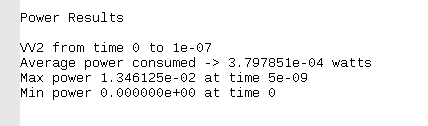 Power Results
VV2 from time 0 to 1e-07
Average power consumed -> 3.797851e-04 watts
Max power 1.346125e-02 at time 5e-09
Min power 0.000000e+00 at time 0